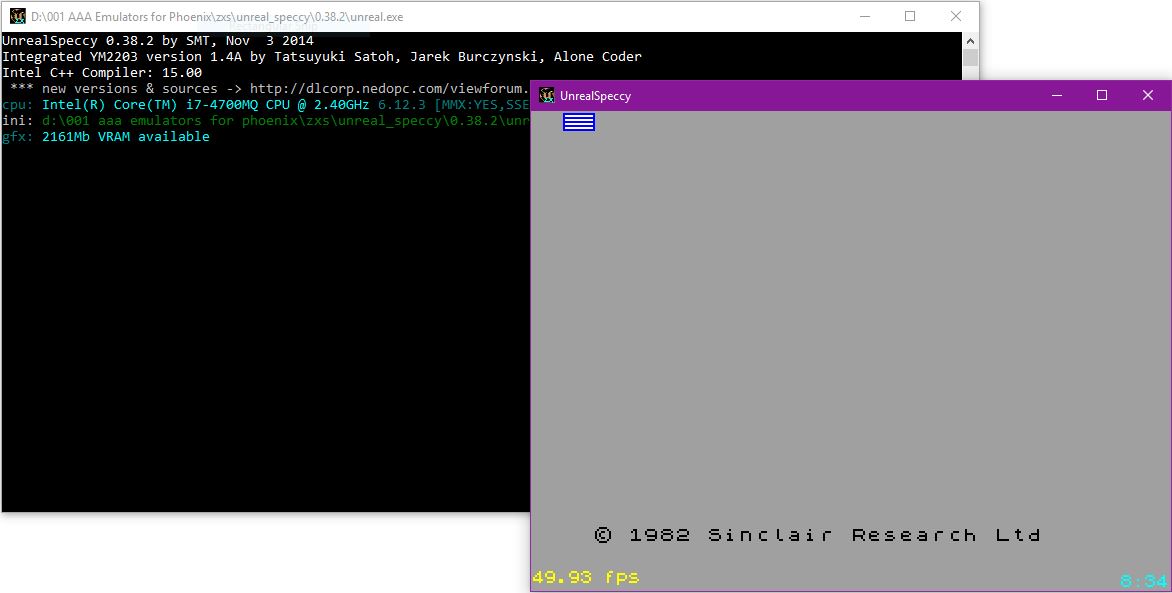 D:\001 AAA Emulators for Phoenix\zxs\unreal_speccy\0.38.2\unreal.exe
UnrealSpeccy 0.38.2 by SMT, Nov  3 2014
Integrated YM2203 version 1.4A by Tatsuyuki Satoh, Jarek Burczynski, Alone Coder
Intel C++ Compiler: 15.00
*** new versions & sources -> http://dlcorp.nedopc.com/viewforum.
cpu: Intel(R) Core(TM) i7-4700MQ CPU @ 2.40GHz 6.12.3 [MMX:YES,SSE
ini: d:\001 aaa emulators for phoenix\zxs\unreal_speccy\0.38.2\unr
gfx: 2161Mb VRAM available
UnrealSpeccy
© 1982 Sinclair Research Ltd
49.93 fps
8:34